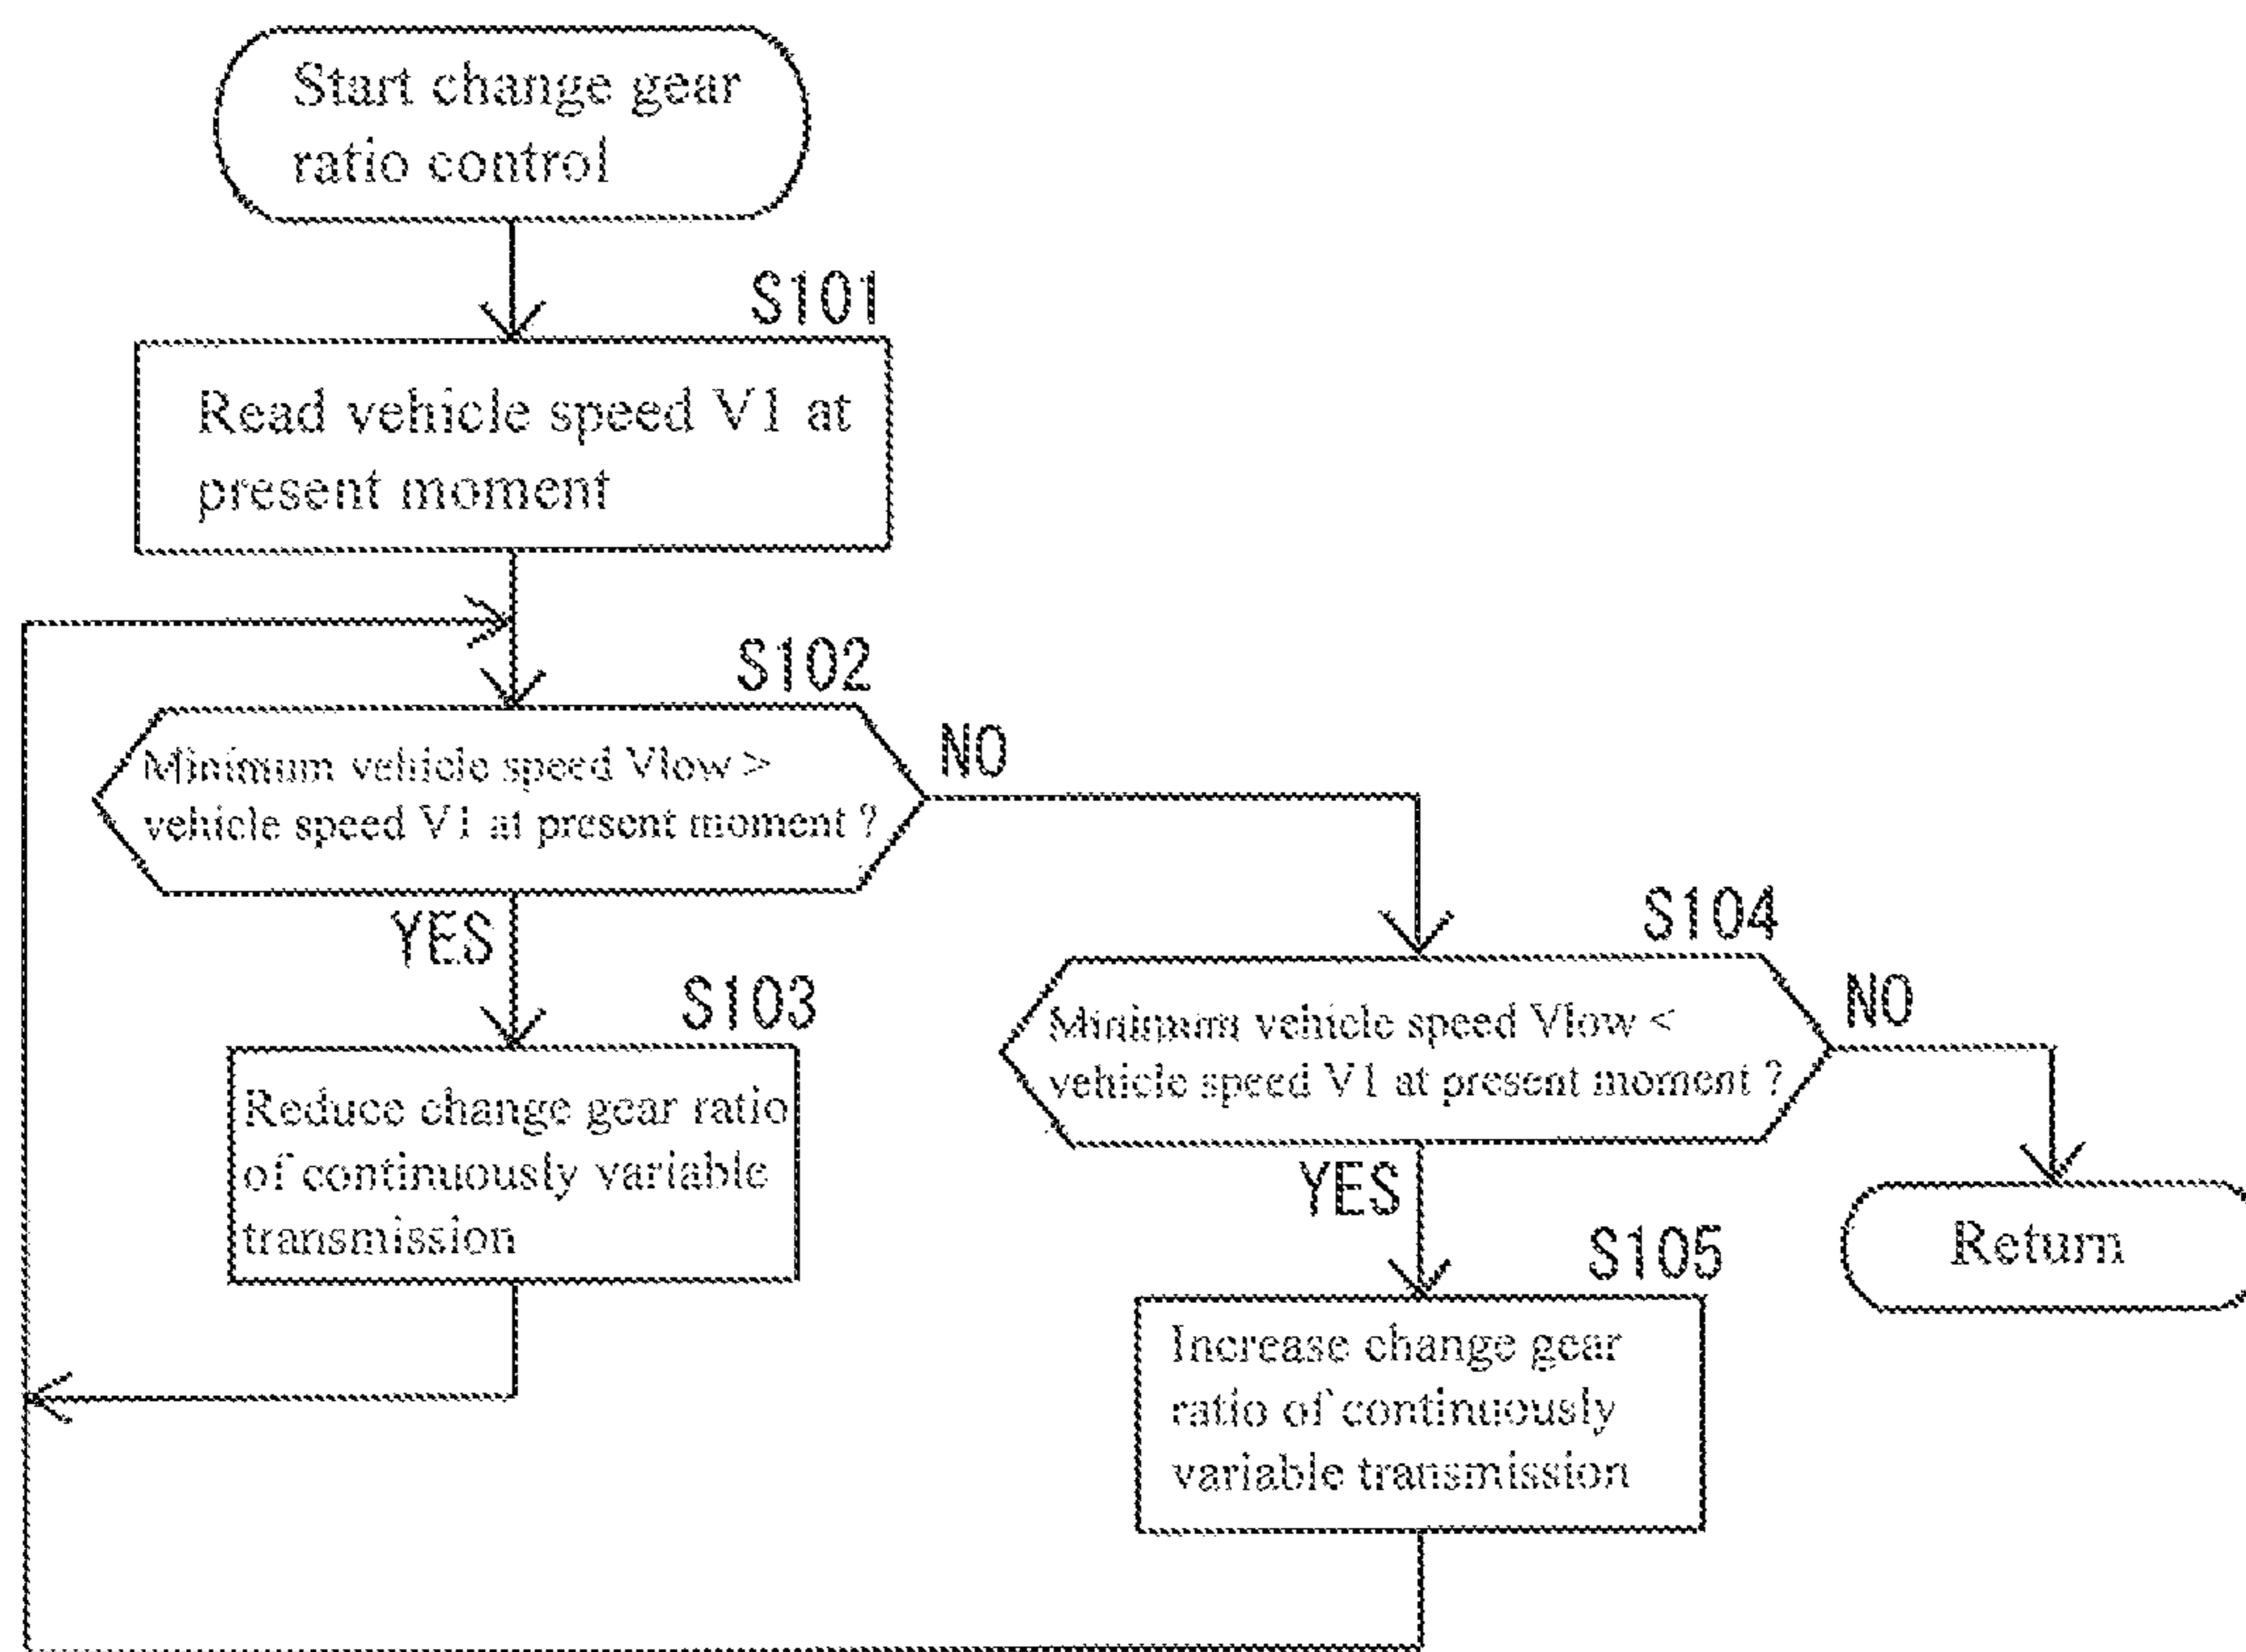 Start change gear
ratio control
S101
Read vehicle speed V1 at
present moment
S102
Minimum vehicle speed Vlow >
vehicle speed V1 at present moment ?
NO
YES
S103
Reduce change gear ratio
of continuously variable
transmission
S104
Minimum vehicle speed Vlow <
vehicle speed V1 at present moment ?
NO
YES
Return
S105
Increase change gear
ratio of continuously
variable transmission